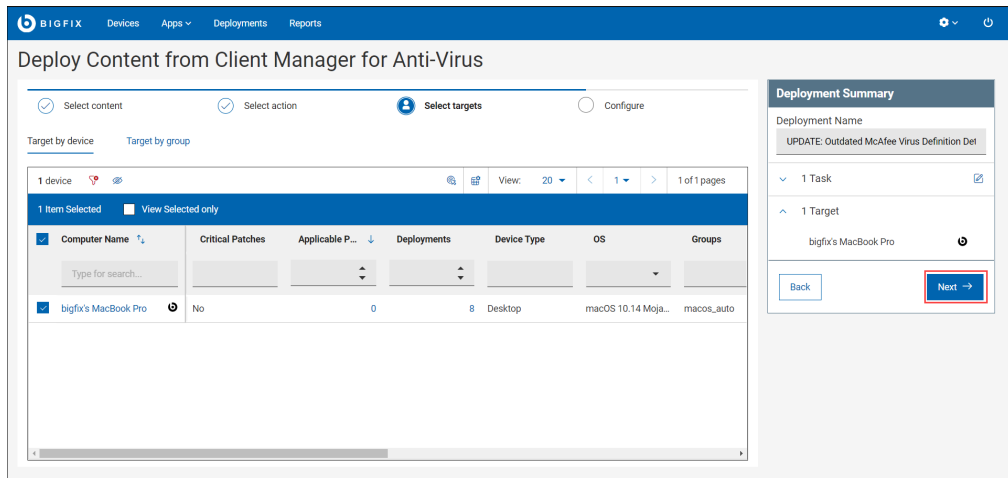 BIGFIX Devices Apps Deployments Reports
Deploy Content from Client Manager for Anti-Virus
Select content Select action Select targets Configure
Target by device Target by group
1 device View: 20 1 1 of 1 pages
1 Item Selected View Selected only
Computer Name Critical Patches Applicable P... Deployments Device Type OS Groups
Type for search...
bigfix's MacBook Pro No 0 8 Desktop macOS 10.14 Moja... macos_auto
Deployment Summary
Deployment Name
UPDATE: Outdated McAfee Virus Definition Det
1 Task
1 Target
bigfix's MacBook Pro
Back Next